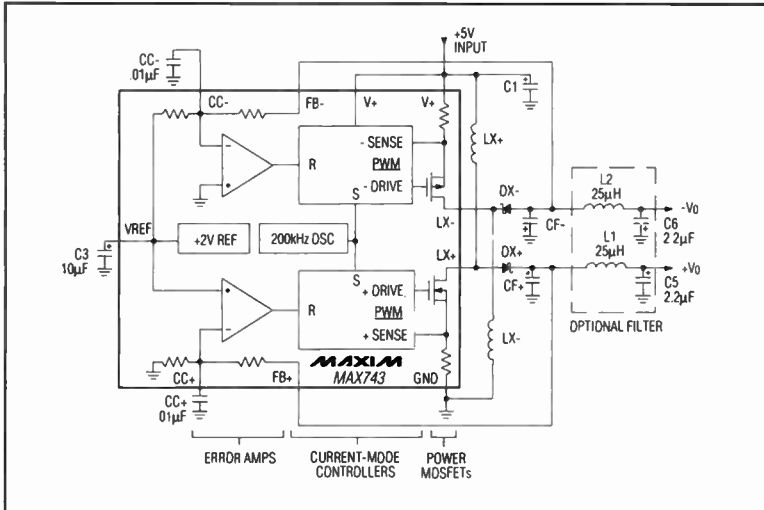 +5V
INPUT
CC-
.01µF
CC-
FB-
V+
V+
C1
- SENSE
PWM
- DRIVE
R
S
LX+
DX-
L2
25µH
-VO
LX-
CF-
C6
2.2µF
VREF
+2V REF
200kHz OSC
C3
10µF
LX+
DX+
L1
25µH
+VO
CF+
C5
2.2µF
S
+ DRIVE
PWM
+ SENSE
R
OPTIONAL FILTER
LX-
MAXIM
MAX743
CC+
FB+
GND
CC+
01µF
ERROR AMPS
CURRENT-MODE
CONTROLLERS
POWER
MOSFETs